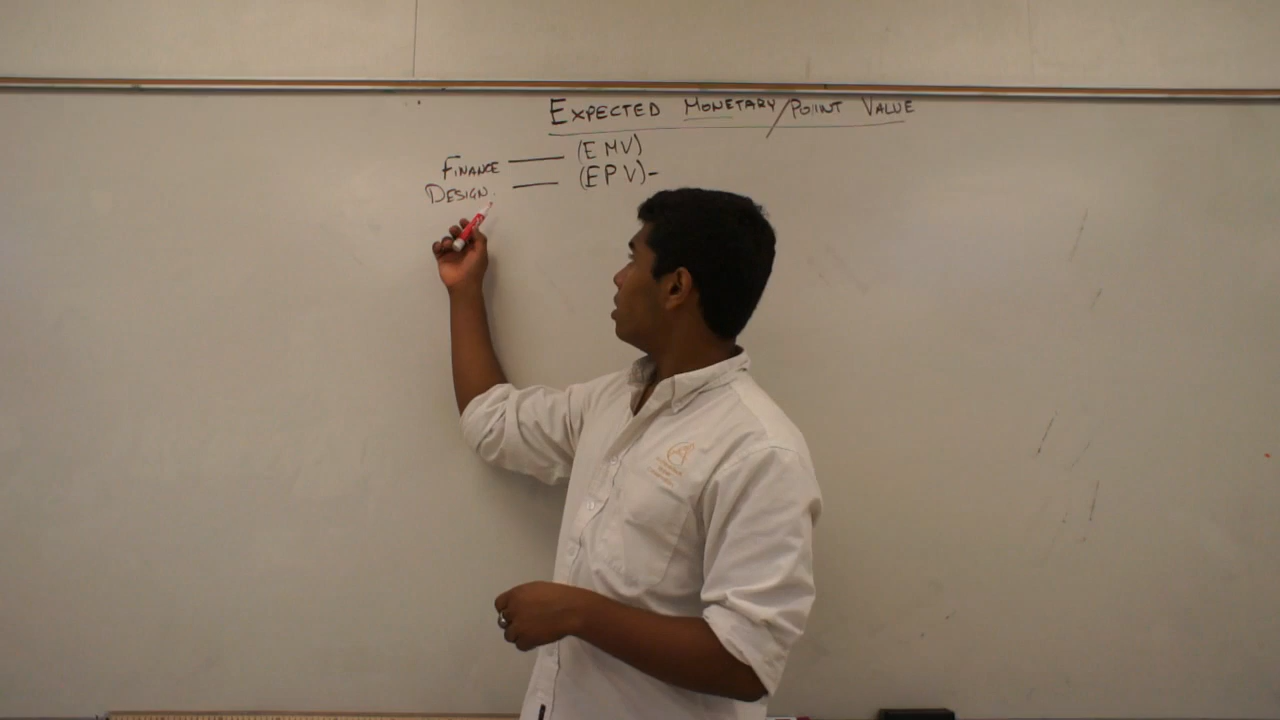 EXPECTED MONETARY/POINT VALUE
FINANCE — (EMV)
DESIGN. — (EPV)-